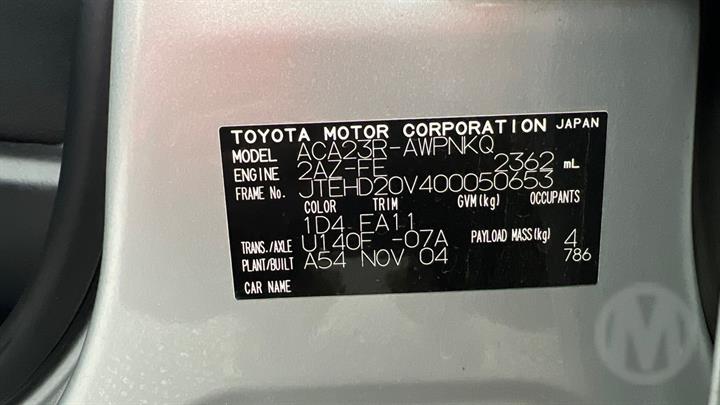 TOYOTA MOTOR CORPORATION JAPAN
MODEL ACA23R-AWPNKQ
ENGINE 2AZ-FE 2362 mL
FRAME NO. JTEHD20V400050653
COLOR TRIM GVM(kg) OCCUPANTS
1D4 FA11
TRANS./AXLE U140F -07A PAYLOAD MASS(kg) 4
PLANT/BUILT A54 NOV 04 786
CAR NAME
M